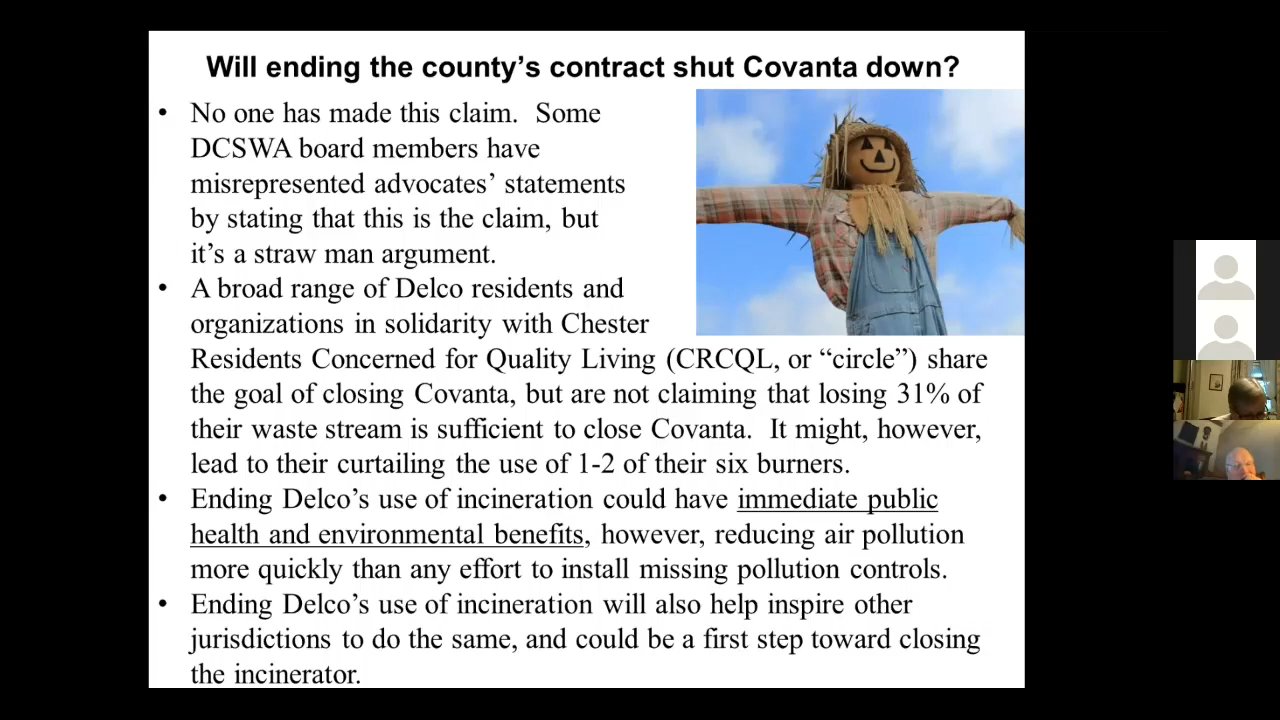 Will ending the county’s contract shut Covanta down?
• No one has made this claim.  Some
DCSWA board members have
misrepresented advocates’ statements
by stating that this is the claim, but
it’s a straw man argument.
• A broad range of Delco residents and
organizations in solidarity with Chester
Residents Concerned for Quality Living (CRCQL, or “circle”) share
the goal of closing Covanta, but are not claiming that losing 31% of
their waste stream is sufficient to close Covanta.  It might, however,
lead to their curtailing the use of 1-2 of their six burners.
• Ending Delco’s use of incineration could have immediate public
health and environmental benefits, however, reducing air pollution
more quickly than any effort to install missing pollution controls.
• Ending Delco’s use of incineration will also help inspire other
jurisdictions to do the same, and could be a first step toward closing
the incinerator.